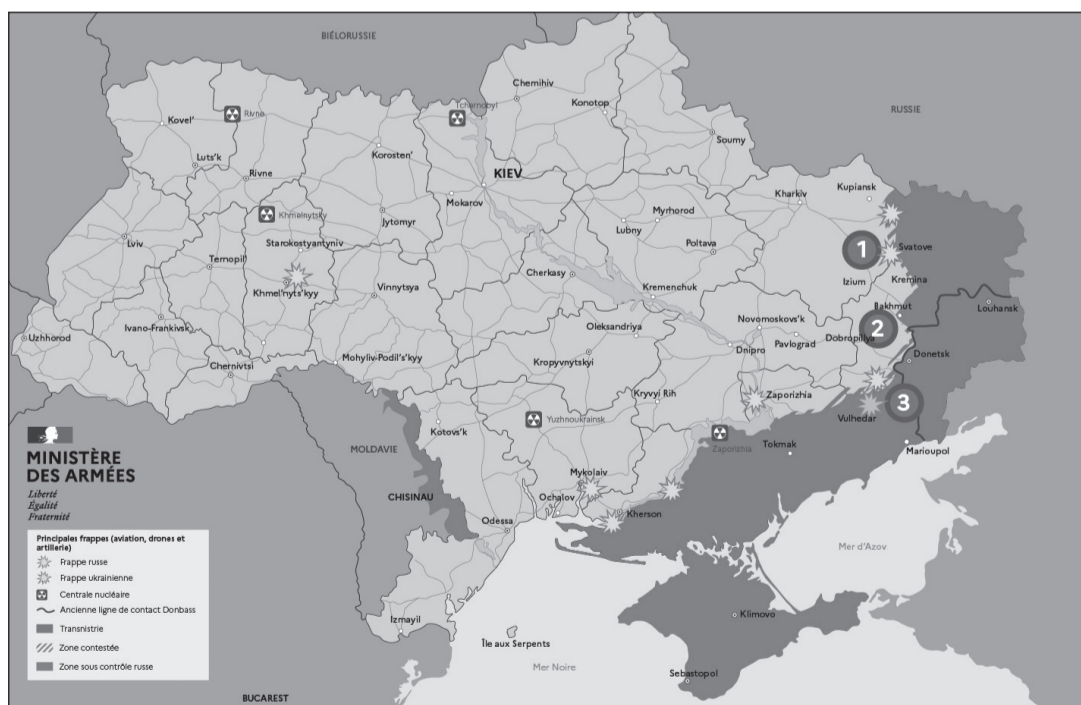 BIÉLORUSSIE
RUSSIE
Chernihiv
Tchernobyl
Konotop
Kovel'
Rivne
Soumy
Luts'k
Korosten'
Rivne
KIEV
Mokarov
Kharkiv
Kupiansk
Khmelnytsky
Jytomyr
Lubny
Myrhorod
Lviv
Starokostyantyniv
Poltava
1
Svatove
Ternopil'
Cherkasy
Izium
Kremina
Khmel'nyts'kyy
Vinnytsya
Kremenchuk
Bakhmut
Louhansk
Ivano-Frankivsk
Oleksandriya
Novomoskovs'k
2
Dobropillya
Uzhhorod
Mohyliv-Podil's'kyy
Kropyvnytskyi
Dnipro
Pavlograd
Donetsk
Chernivtsi
Kryvyi Rih
Zaporizhia
3
Vulhedar
Kotovs'k
Yuzhnoukrainsk
MOLDAVIE
Zaporizhia
Tokmak
Marioupol
MINISTÈRE
DES ARMÉES
Liberté
Égalité
Fraternité
Mykolaiv
CHISINAU
Ochalov
Kherson
Odessa
Principales frappes (aviation, drones et
artillerie)
Frappe russe
Frappe ukrainienne
Centrale nucléaire
Ancienne ligne de contact Donbass
Transnistrie
Zone contestée
Zone sous contrôle russe
Mer d'Azov
Klimovo
Izmayil
Île aux Serpents
Mer Noire
Sebastopol
BUCAREST